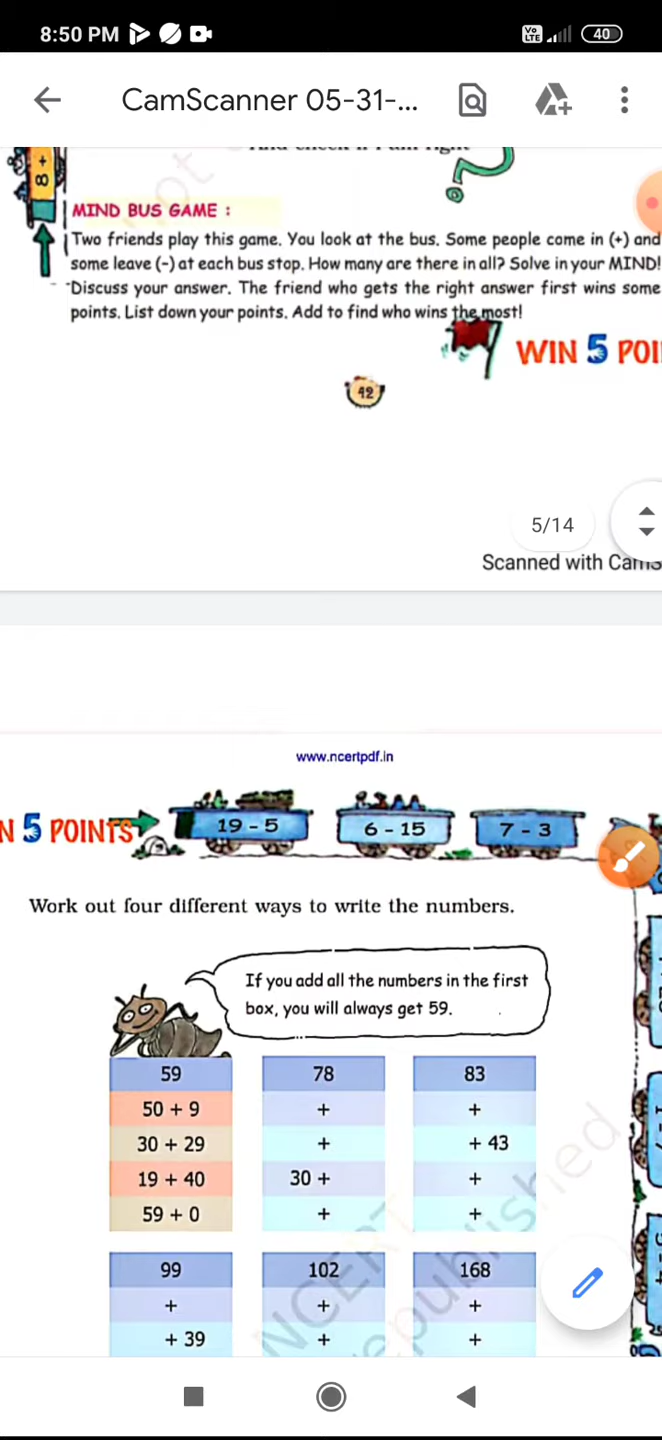 8:50 PM
Vo LTE 40
CamScanner 05-31-...
+
8
MIND BUS GAME :
Two friends play this game. You look at the bus. Some people come in (+) and
some leave (-) at each bus stop. How many are there in all? Solve in your MIND!
Discuss your answer. The friend who gets the right answer first wins some
points. List down your points. Add to find who wins the most!
WIN 5 POI
42
5/14
Scanned with CamS
www.ncertpdf.in
N 5 POINTS 19 - 5 6 - 15 7 - 3
Work out four different ways to write the numbers.
If you add all the numbers in the first
box, you will always get 59.
59 78 83
50 + 9 + +
30 + 29 + + 43
19 + 40 30 + +
59 + 0 + +
99 102 168
+ + +
+ 39 + +
NCERT
republished